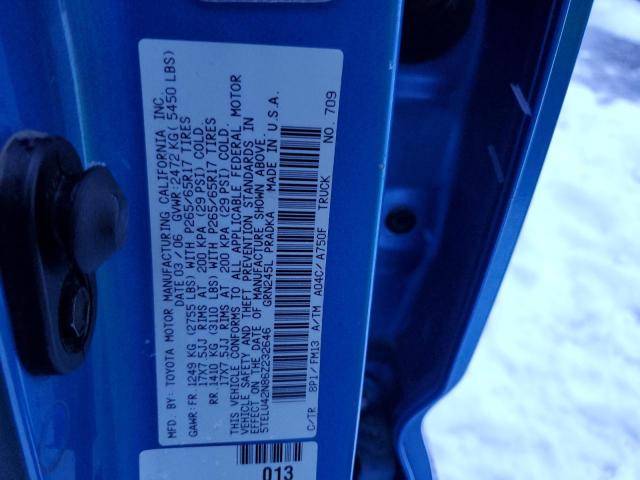 MFD. BY: TOYOTA MOTOR MANUFACTURING CALIFORNIA INC.
DATE 03/06 GVWR:2472 KG( 5450 LBS)
GAWR:FR 1249 KG (2755 LBS) WITH P265/65R17 TIRES
17X7.5JJ RIMS AT 200 KPA (29 PSI) COLD.
RR 1410 KG (3110 LBS) WITH P265/65R17 TIRES
17X7.5JJ RIMS AT 200 KPA (29 PSI) COLD.
THIS VEHICLE CONFORMS TO ALL APPLICABLE FEDERAL MOTOR
VEHICLE SAFETY AND THEFT PREVENTION STANDARDS IN
EFFECT ON THE DATE OF MANUFACTURE SHOWN ABOVE.
5TELU42N86Z232646 GRN245L PRADKA MADE IN U.S.A.
C/TR 8P1/FM13 A/TM A04C/A750F TRUCK NO. 709
013